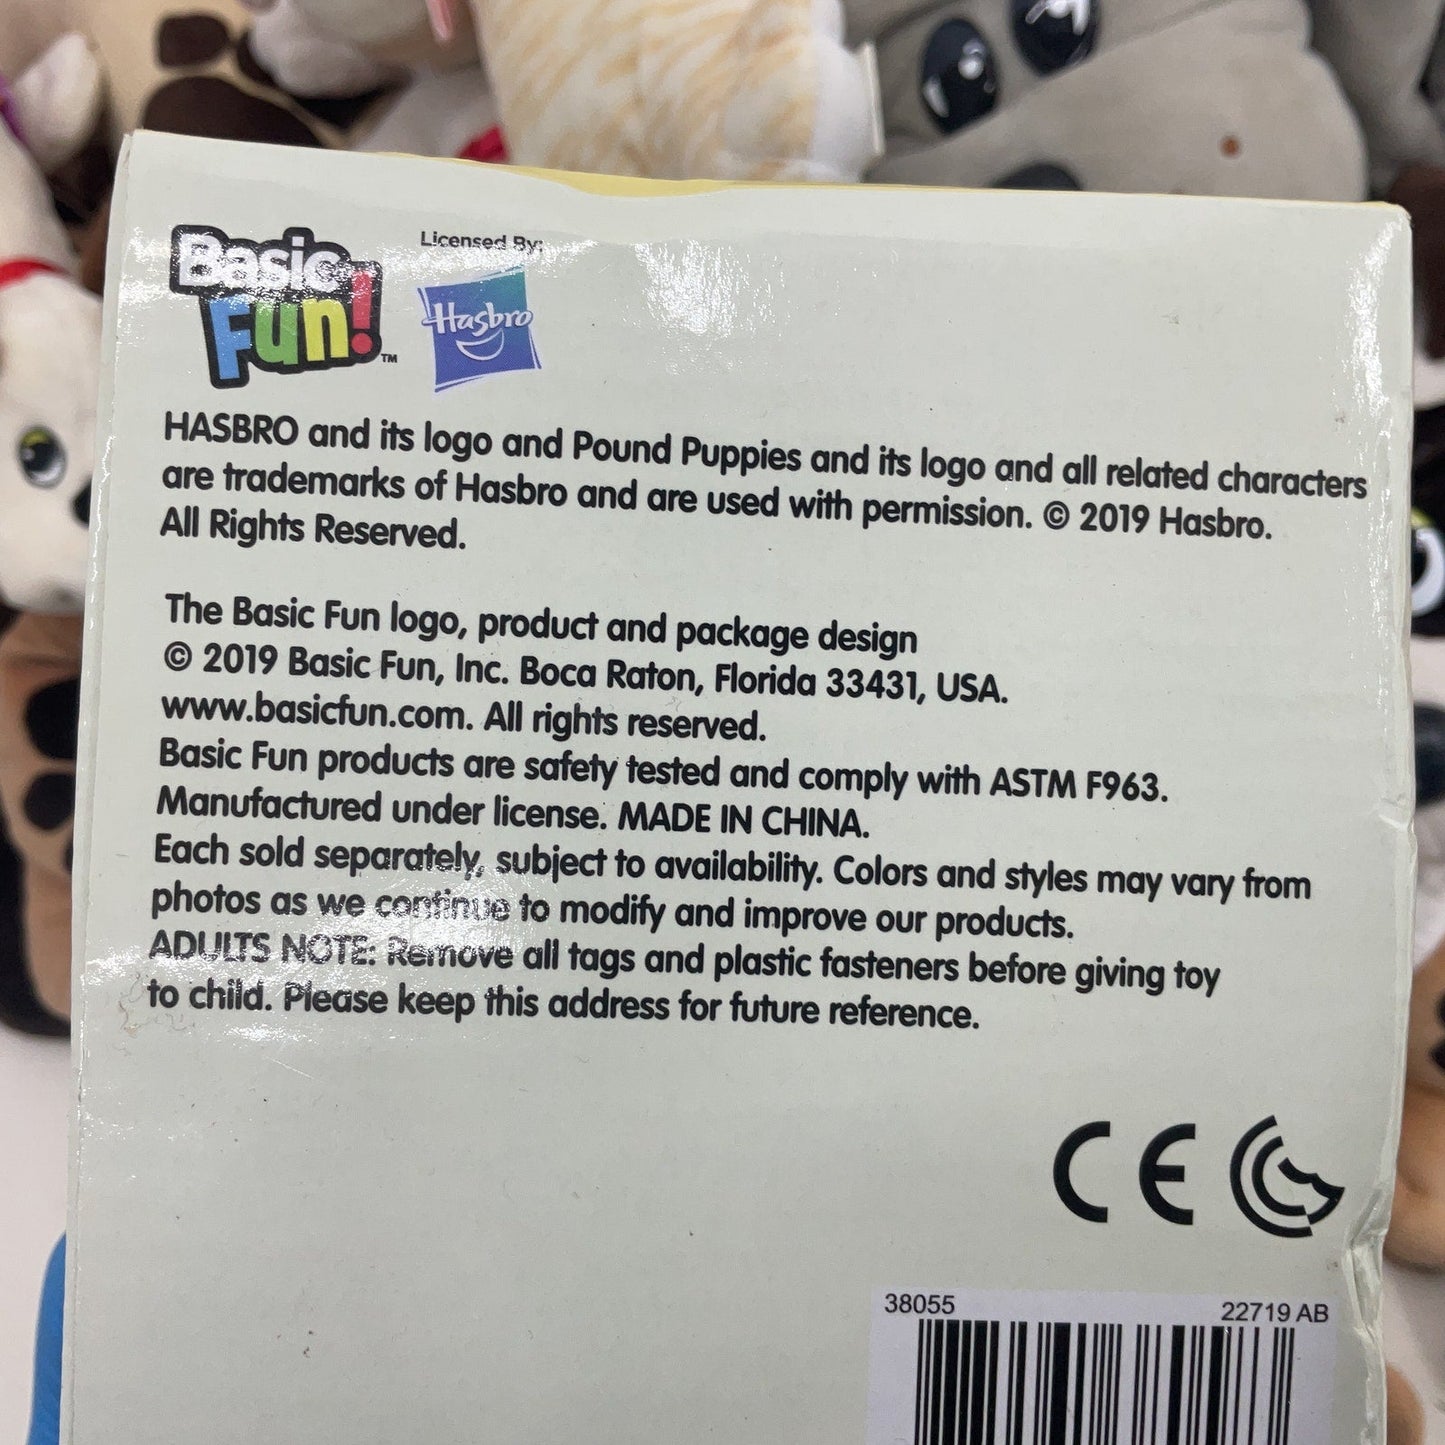 Basic
Fun!™
Licensed By:
Hasbro
HASBRO and its logo and Pound Puppies and its logo and all related characters
are trademarks of Hasbro and are used with permission. © 2019 Hasbro.
All Rights Reserved.
The Basic Fun logo, product and package design
© 2019 Basic Fun, Inc. Boca Raton, Florida 33431, USA.
www.basicfun.com. All rights reserved.
Basic Fun products are safety tested and comply with ASTM F963.
Manufactured under license. MADE IN CHINA.
Each sold separately, subject to availability. Colors and styles may vary from
photos as we continue to modify and improve our products.
ADULTS NOTE: Remove all tags and plastic fasteners before giving toy
to child. Please keep this address for future reference.
CE
38055
22719 AB